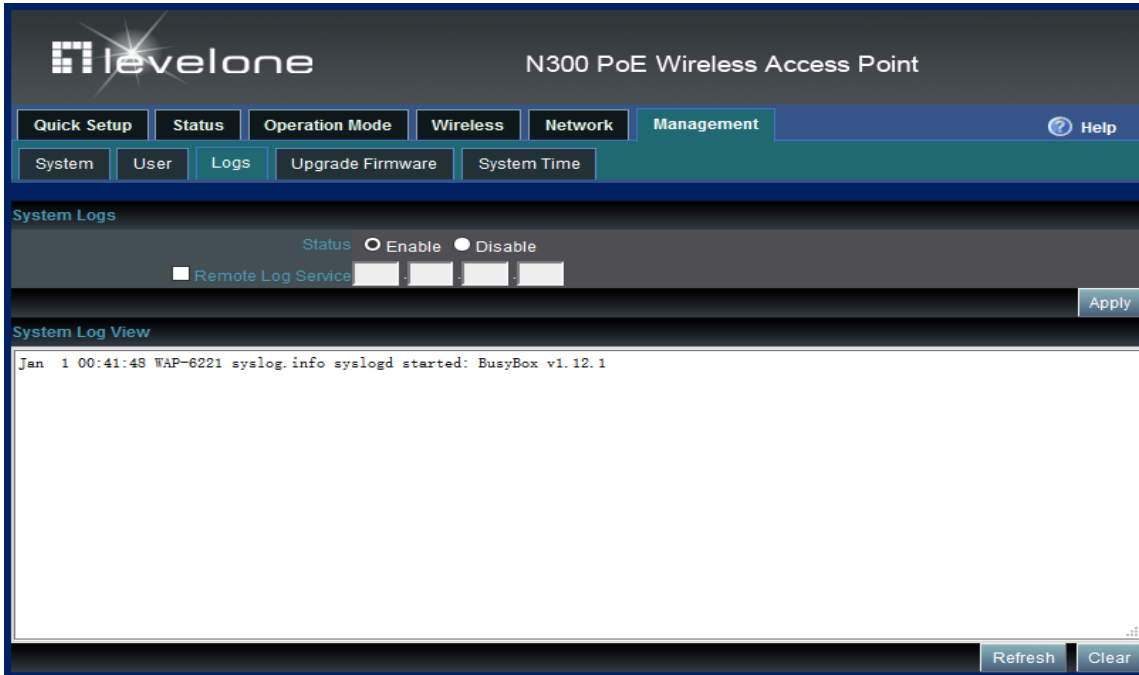 levelone
N300 PoE Wireless Access Point
Quick Setup Status Operation Mode Wireless Network Management Help
System User Logs Upgrade Firmware System Time
System Logs
Status Enable Disable
Remote Log Service . . .
Apply
System Log View
Jan  1 00:41:48 WAP-6221 syslog.info syslogd started: BusyBox v1.12.1
Refresh Clear